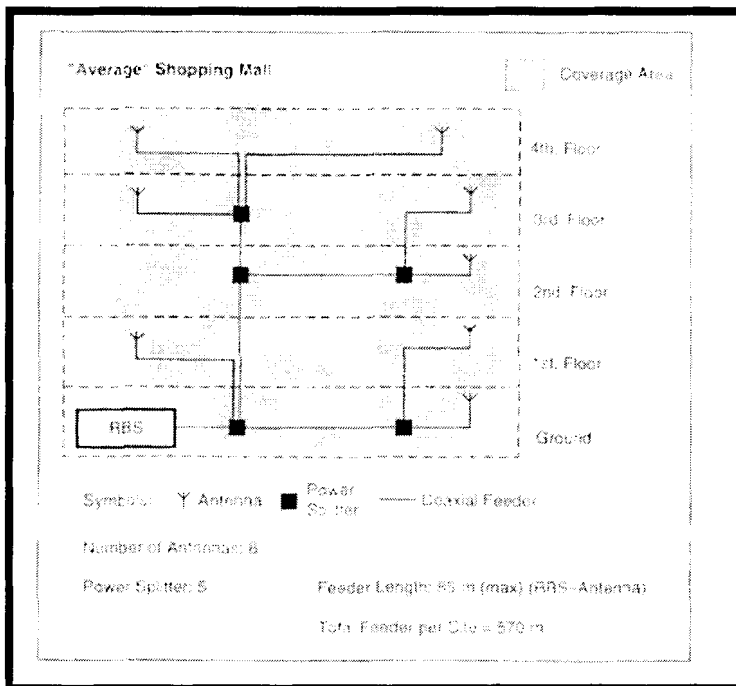 "Average" Shopping Mall
Coverage Area
4th. Floor
3rd. Floor
2nd. Floor
1st. Floor
RBS
Ground
Symbols: Antenna Power Splitter Coaxial Feeder
Number of Antennas: 8
Power Splitter: 5
Feeder Length: m (max) (RBS-Antenna)
Total Feeder per Site = 570 m